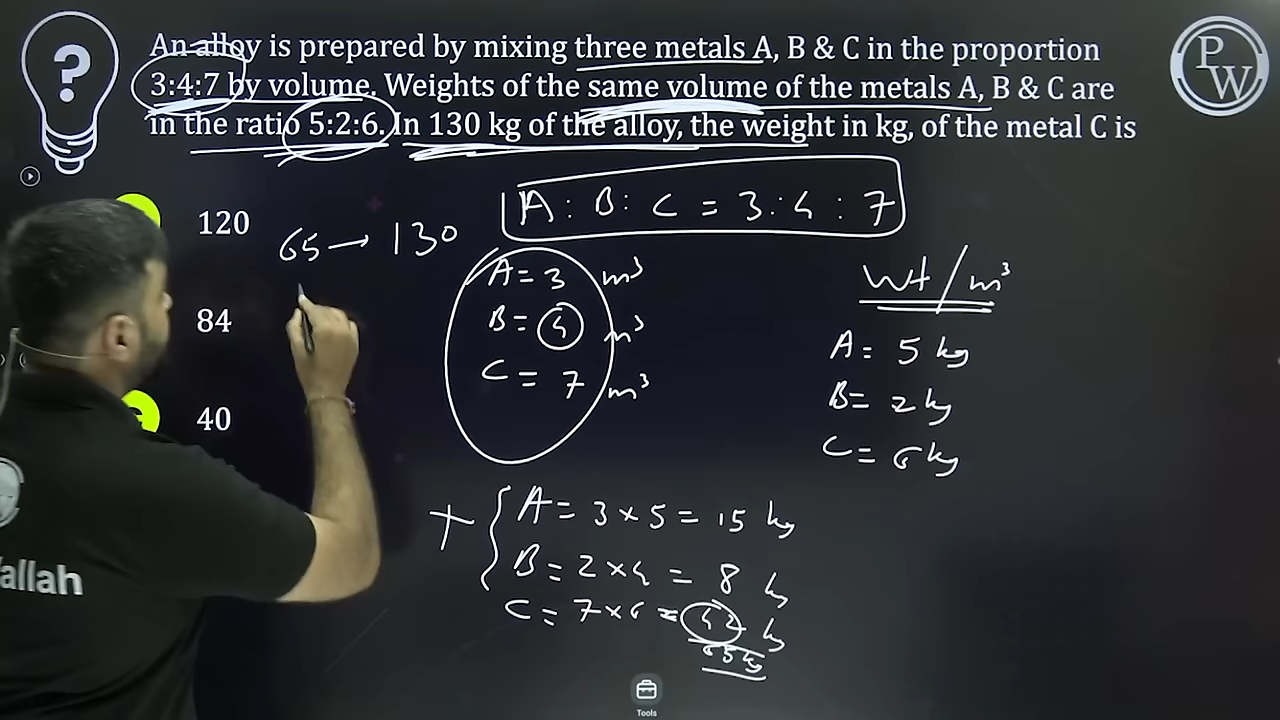 An alloy is prepared by mixing three metals A, B & C in the proportion
3:4:7 by volume. Weights of the same volume of the metals A, B & C are
in the ratio 5:2:6. In 130 kg of the alloy, the weight in kg, of the metal C is
P
W
120
84
40
65 → 130
A : B : C = 3 : 4 : 7
A = 3 m³
B = 4 m³
C = 7 m³
Wt / m³
A = 5 kg
B = 2 kg
C = 6 kg
+ { A = 3 × 5 = 15 kg
B = 2 × 4 = 8 kg
C = 7 × 6 = 42 kg
65 kg
allah
Tools